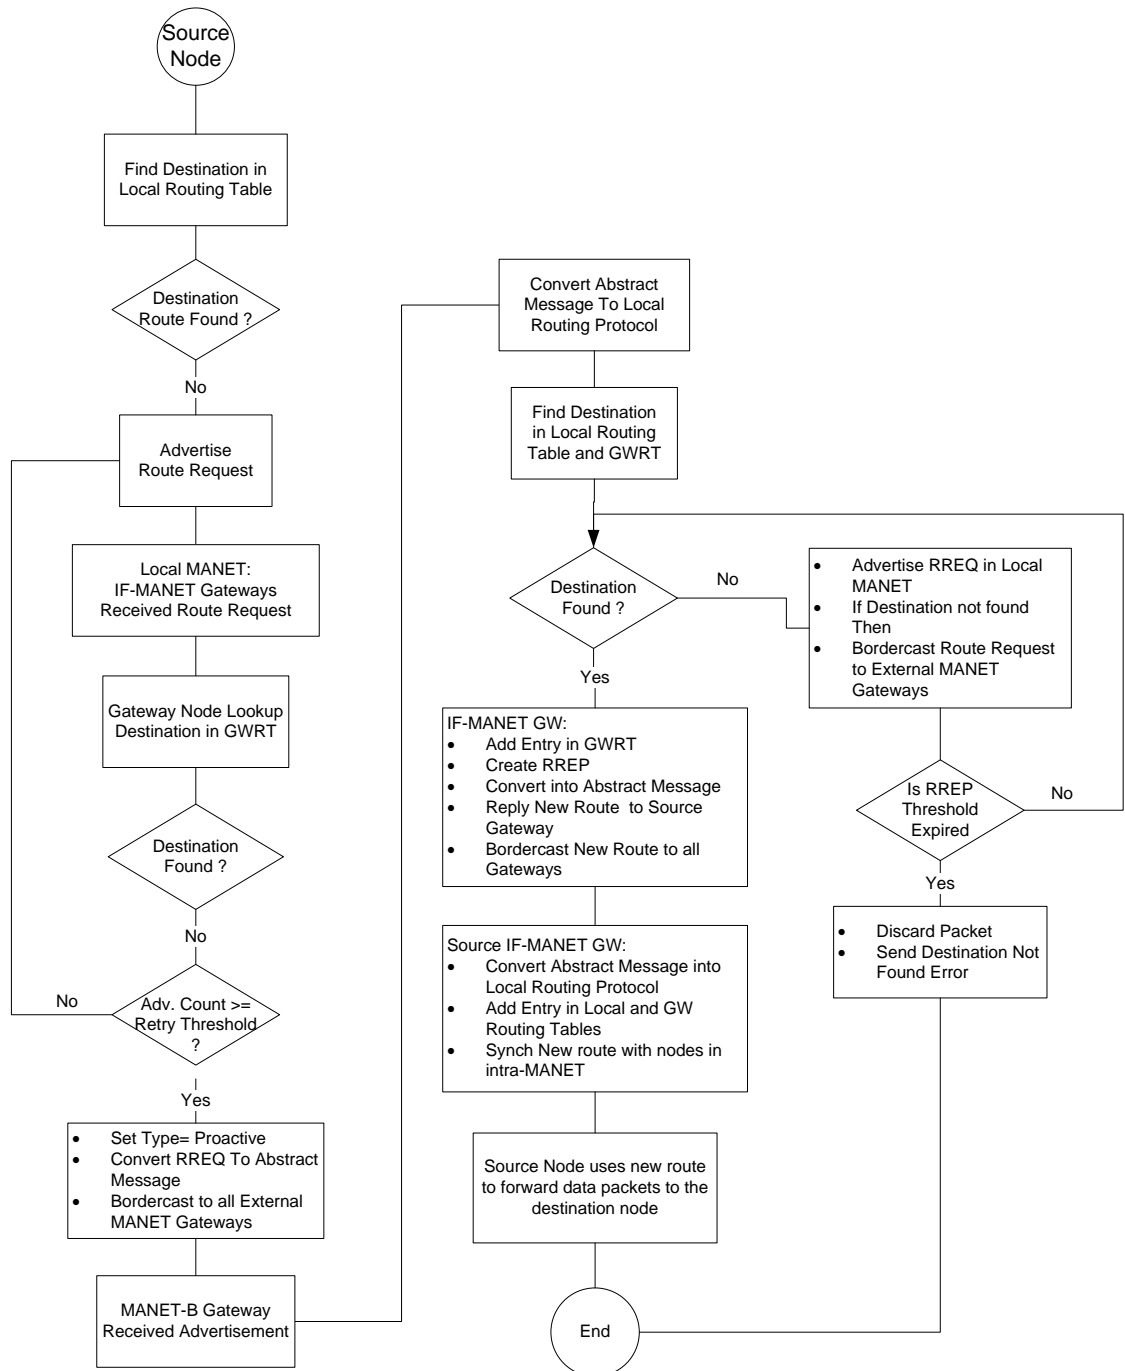 Source
Node
Find Destination in
Local Routing Table
Destination
Route Found ?
No
Advertise
Route Request
Local MANET:
IF-MANET Gateways
Received Route Request
Gateway Node Lookup
Destination in GWRT
Destination
Found ?
No
No
Adv. Count >=
Retry Threshold
?
Yes
• Set Type= Proactive
• Convert RREQ To Abstract
Message
• Bordercast to all External
MANET Gateways
MANET-B Gateway
Received Advertisement
Convert Abstract
Message To Local
Routing Protocol
Find Destination
in Local Routing
Table and GWRT
Destination
Found ?
No
• Advertise RREQ in Local
MANET
• If Destination not found
Then
• Bordercast Route Request
to External MANET
Gateways
Is RREP
Threshold
Expired
No
Yes
• Discard Packet
• Send Destination Not
Found Error
Yes
IF-MANET GW:
• Add Entry in GWRT
• Create RREP
• Convert into Abstract Message
• Reply New Route to Source
Gateway
• Bordercast New Route to all
Gateways
Source IF-MANET GW:
• Convert Abstract Message into
Local Routing Protocol
• Add Entry in Local and GW
Routing Tables
• Synch New route with nodes in
intra-MANET
Source Node uses new route
to forward data packets to the
destination node
End